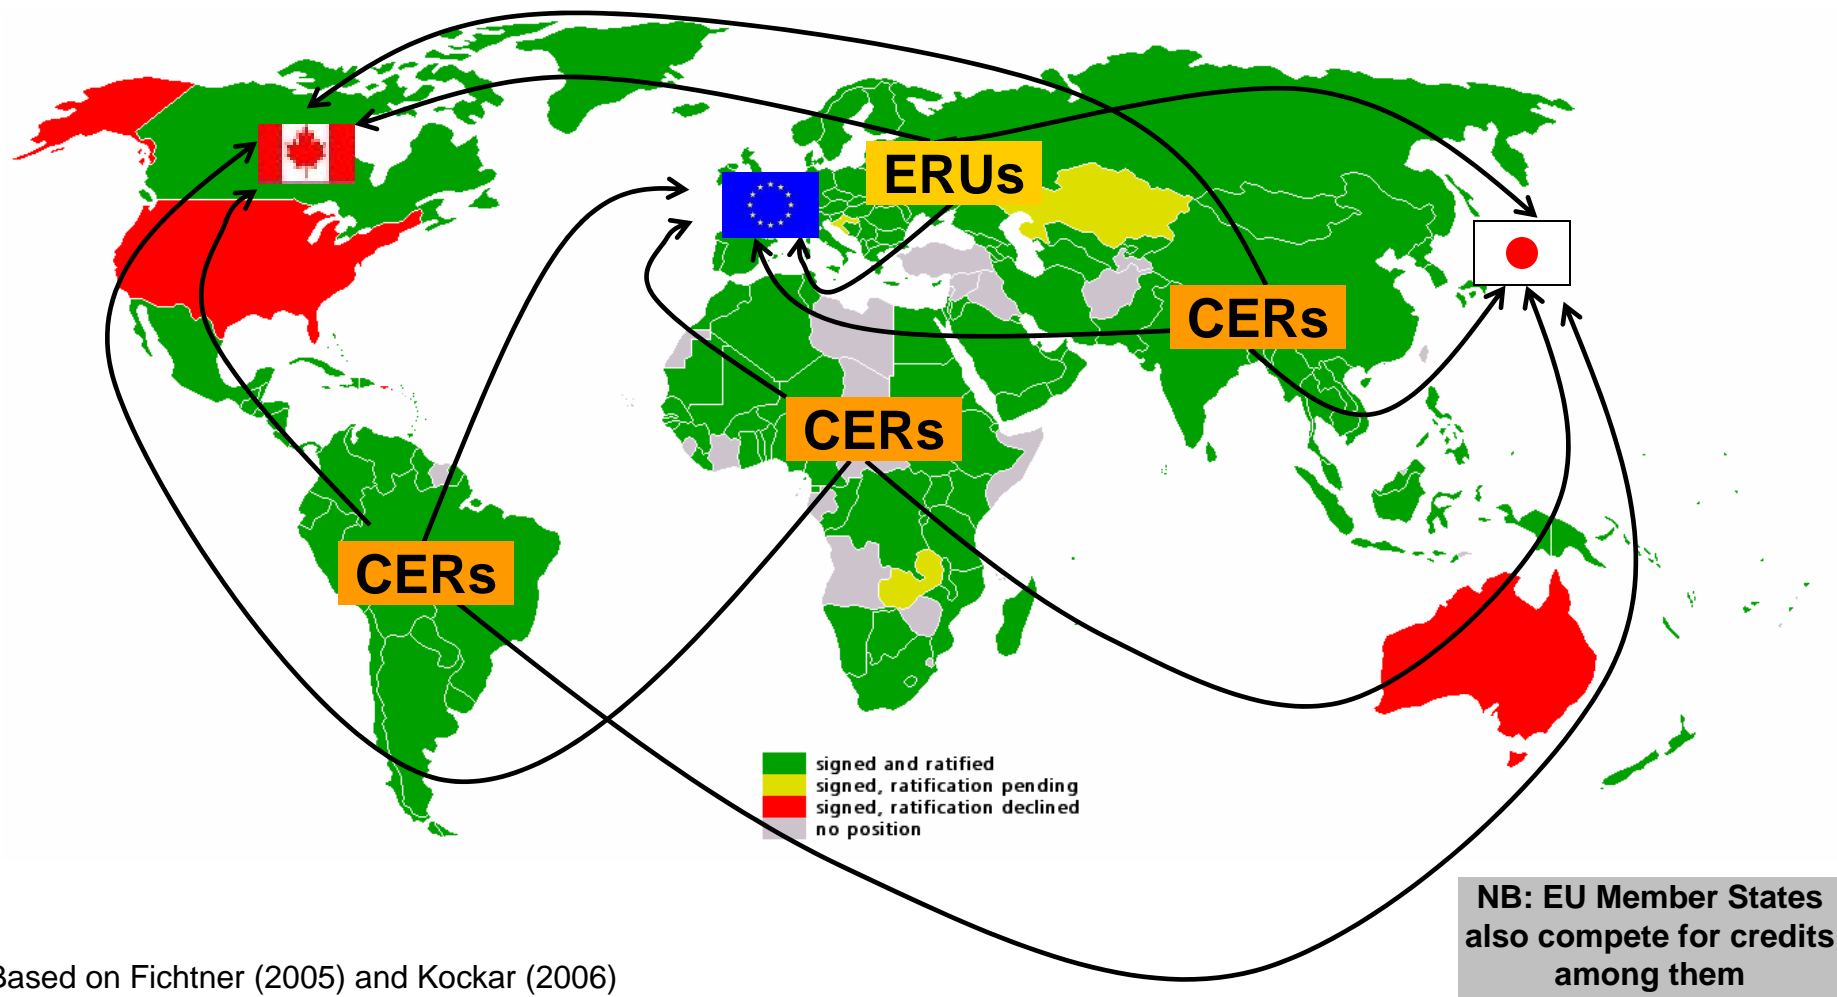 ERUs
CERs
CERs
CERs
signed and ratified
signed, ratification pending
signed, ratification declined
no position
NB: EU Member States
also compete for credits
among them
Based on Fichtner (2005) and Kockar (2006)